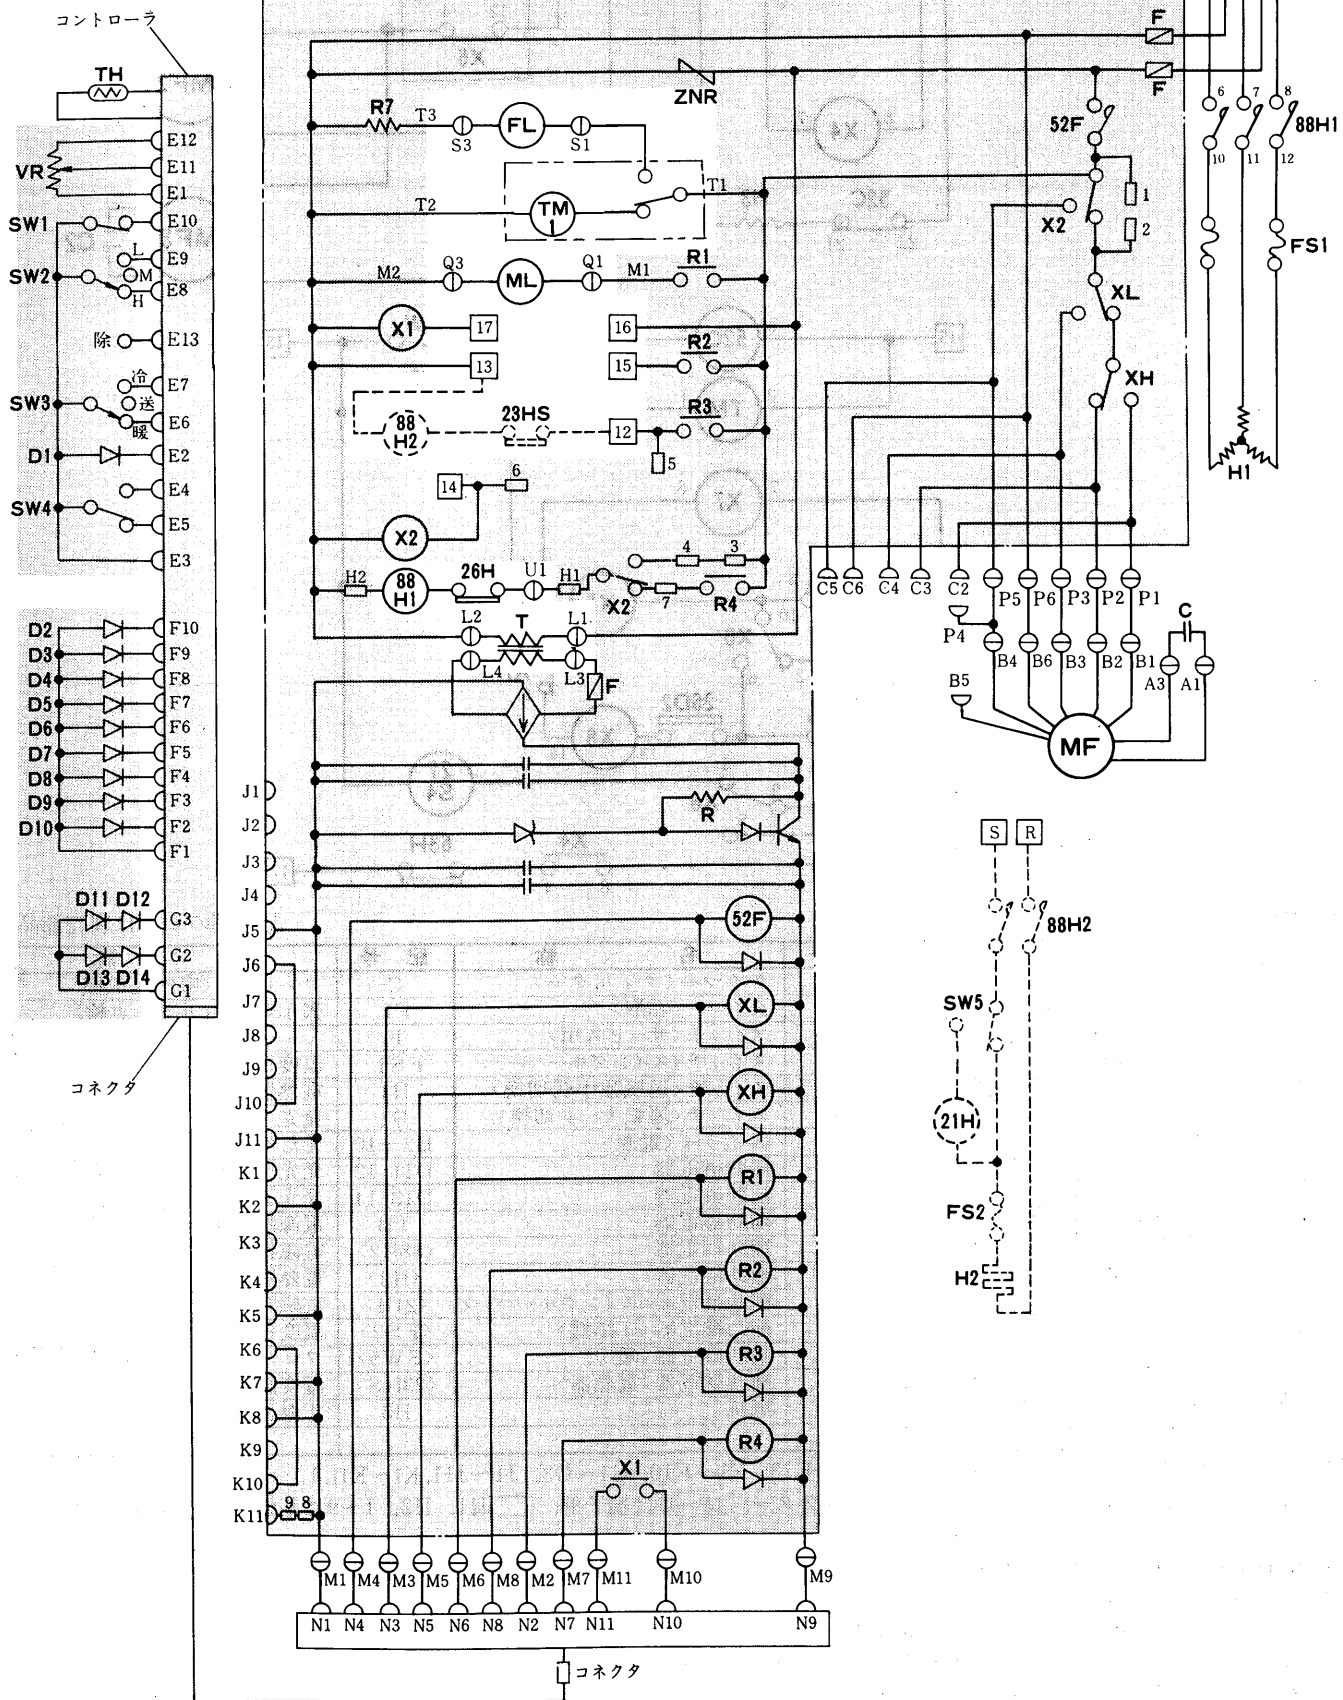 コントローラ
TH
E12
VR
E11
E1
SW1
E10
L
E9
SW2
M
H
E8
除
E13
冷
E7
SW3
送
暖
E6
D1
E2
E4
SW4
E5
E3
D2
F10
D3
F9
D4
F8
D5
F7
D6
F6
D7
F5
D8
F4
D9
F3
D10
F2
F1
D11 D12
G3
G2
D13 D14
G1
コネクタ
F
ZNR
F
R7
T3
S3
FL
S1
T2
TM
1
T1
M2
Q3
ML
Q1
M1
R1
X1
17
16
13
15
R2
88
H2
23HS
12
R3
5
14
6
X2
H2
88
H1
26H
U1
H1
X2
4
3
7
R4
L2
T
L1
L4
L3
F
52F
1
X2
2
XL
XH
6
7
8
88H1
10
11
12
FS1
H1
C5
C6
C4
C3
C2
P5
P6
P3
P2
P1
P4
B4
B6
B3
B2
B1
C
A3
A1
B5
MF
J1
J2
J3
J4
J5
J6
J7
J8
J9
J10
J11
K1
K2
K3
K4
K5
K6
K7
K8
K9
K10
K11
9 8
R
52F
XL
XH
R1
R2
R3
R4
X1
S
R
88H2
SW5
21H
FS2
H2
M1
M4
M3
M5
M6
M8
M2
M7
M11
M10
M9
N1
N4
N3
N5
N6
N8
N2
N7
N11
N10
N9
コネクタ